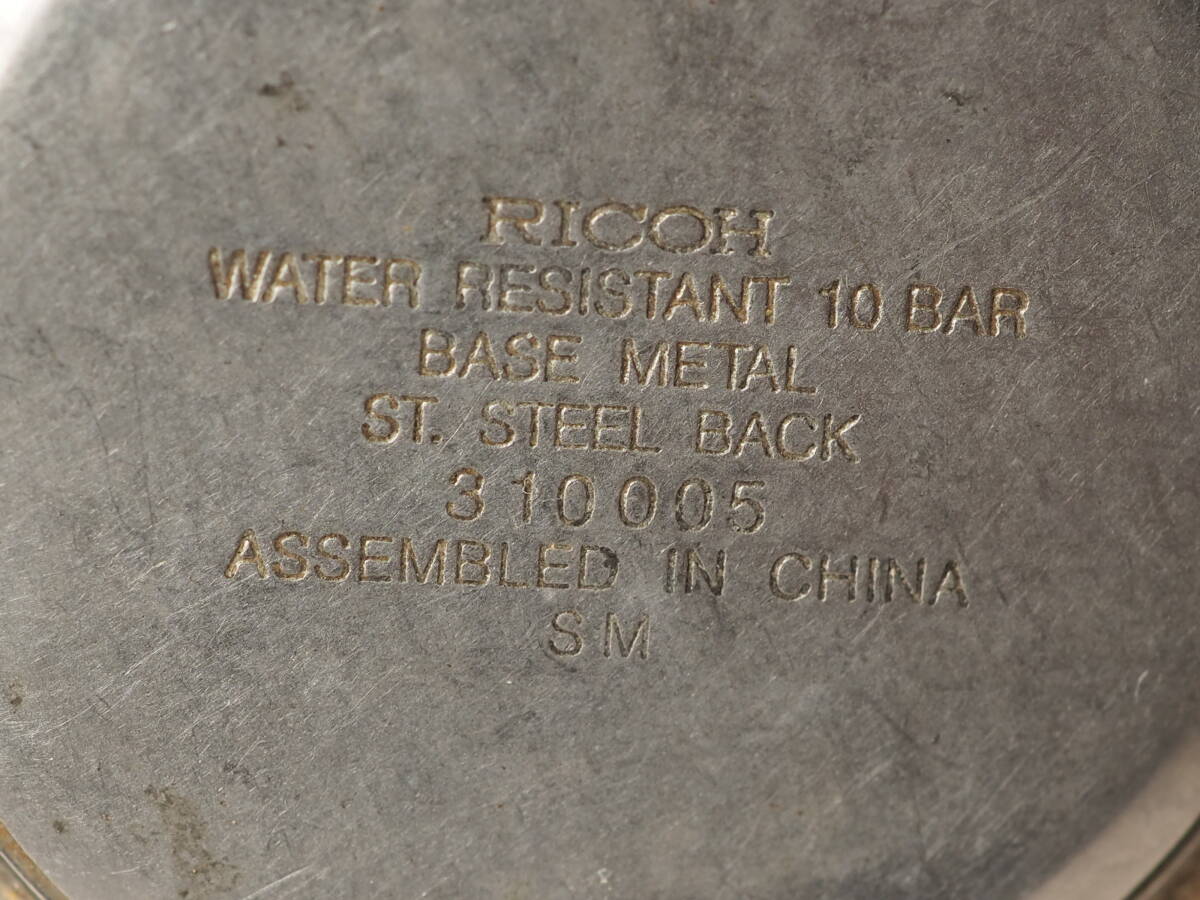 RICOH
WATER RESISTANT 10 BAR
BASE METAL
ST. STEEL BACK
310005
ASSEMBLED IN CHINA
SM